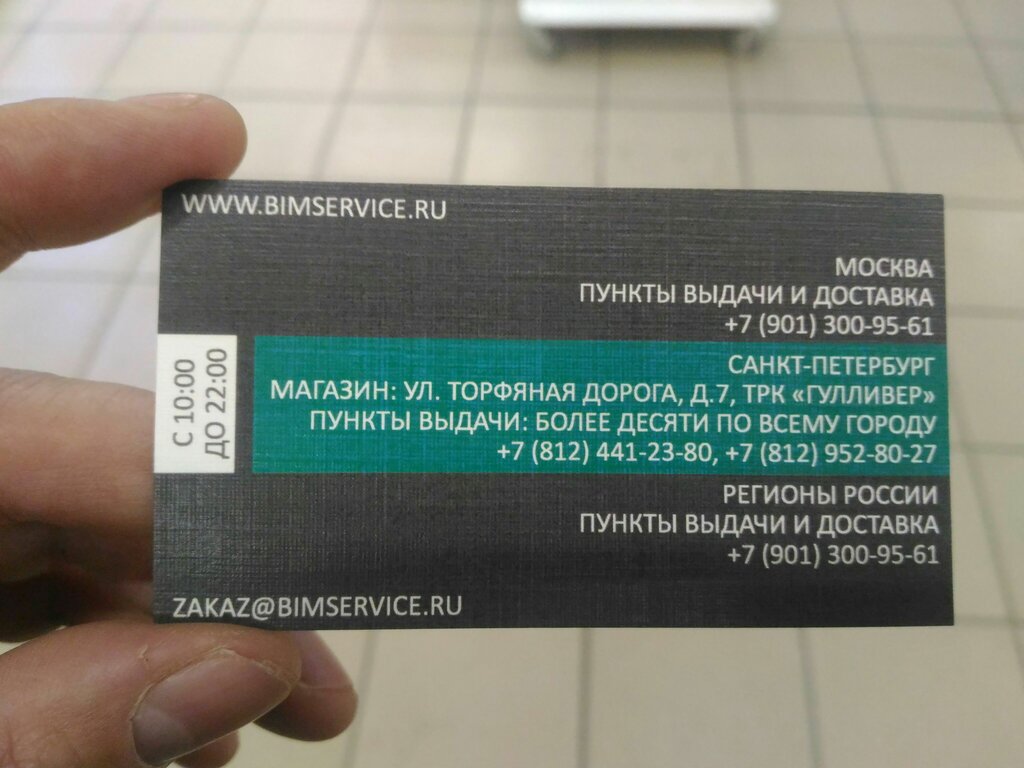 WWW.BIMSERVICE.RU
МОСКВА
ПУНКТЫ ВЫДАЧИ И ДОСТАВКА
+7 (901) 300-95-61
С 10:00
ДО 22:00
САНКТ-ПЕТЕРБУРГ
МАГАЗИН: УЛ. ТОРФЯНАЯ ДОРОГА, Д.7, ТРК «ГУЛЛИВЕР»
ПУНКТЫ ВЫДАЧИ: БОЛЕЕ ДЕСЯТИ ПО ВСЕМУ ГОРОДУ
+7 (812) 441-23-80, +7 (812) 952-80-27
РЕГИОНЫ РОССИИ
ПУНКТЫ ВЫДАЧИ И ДОСТАВКА
+7 (901) 300-95-61
ZAKAZ@BIMSERVICE.RU